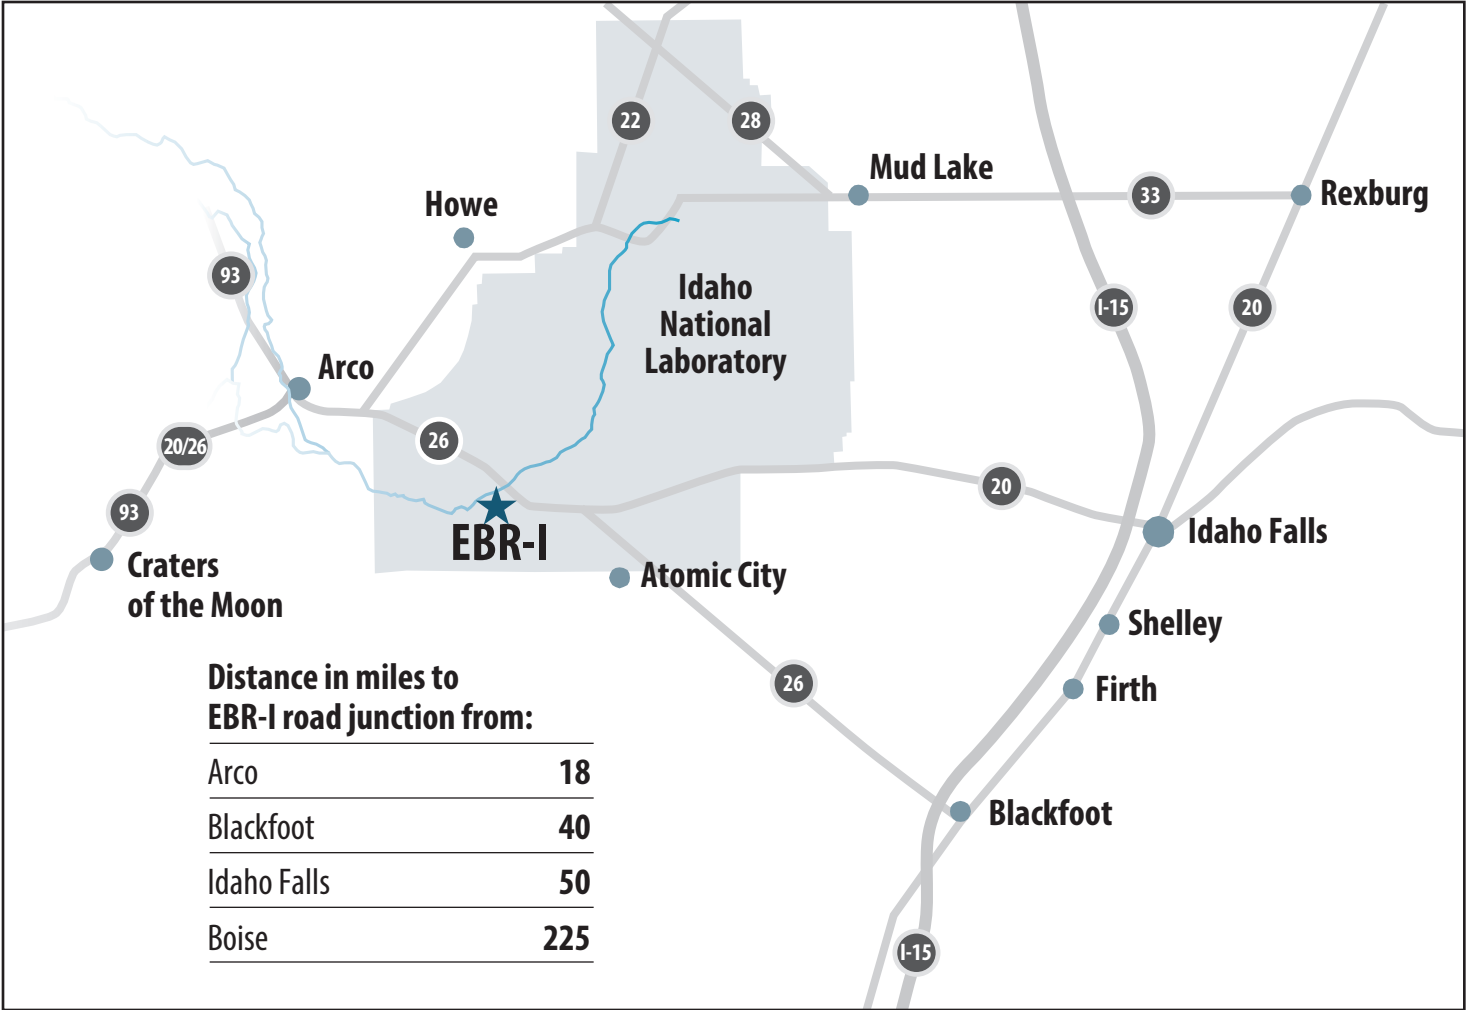 22
28
Mud Lake
33
Rexburg
Howe
93
Idaho
National
Laboratory
I-15
20
Arco
26
20/26
20
93
EBR-I
Idaho Falls
Craters
of the Moon
Atomic City
Shelley
26
Firth
Distance in miles to
EBR-I road junction from:
Arco 18
Blackfoot 40
Idaho Falls 50
Boise 225
Blackfoot
I-15